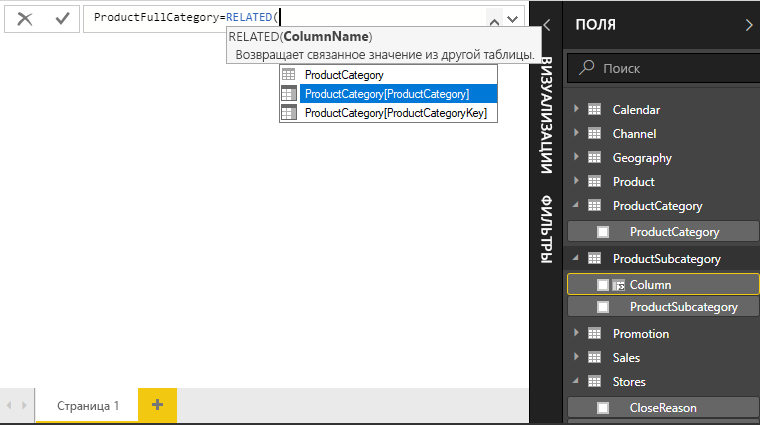 ProductFullCategory=RELATED(
RELATED(ColumnName)
Возвращает связанное значение из другой таблицы.
ProductCategory
ProductCategory[ProductCategory]
ProductCategory[ProductCategoryKey]
Страница 1
ВИЗУАЛИЗАЦИИ
ФИЛЬТРЫ
ПОЛЯ
Поиск
Calendar
Channel
Geography
Product
ProductCategory
ProductCategory
ProductSubcategory
Column
ProductSubcategory
Promotion
Sales
Stores
CloseReason